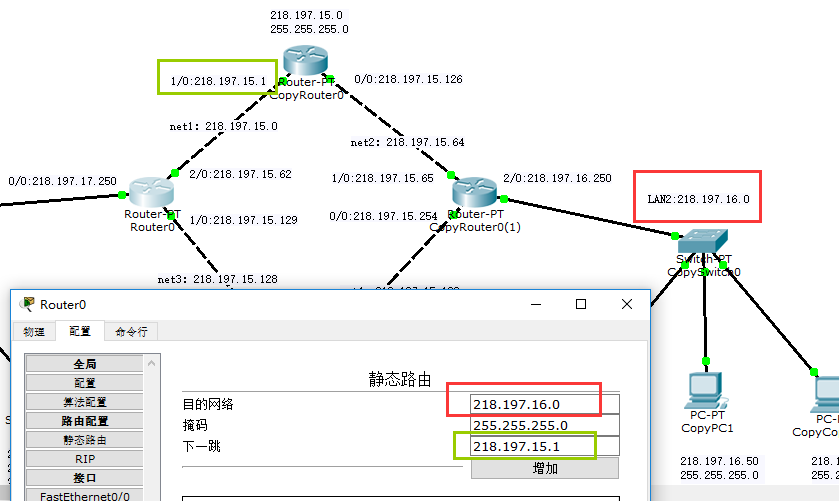 218.197.15.0
255.255.255.0
1/0:218.197.15.1
Router-PT
CopyRouter0
0/0:218.197.15.126
net1: 218.197.15.0
net2: 218.197.15.64
0/0:218.197.17.250
2/0:218.197.15.62
1/0:218.197.15.65
2/0:218.197.16.250
LAN2:218.197.16.0
Router-PT
Router0
1/0:218.197.15.129
0/0:218.197.15.254
Router-PT
CopyRouter0(1)
Switch-PT
CopySwitch0
net3: 218.197.15.128
Router0
物理
配置
命令行
全局
配置
算法配置
路由配置
静态路由
RIP
接口
FastEthernet0/0
静态路由
目的网络
218.197.16.0
掩码
255.255.255.0
下一跳
218.197.15.1
增加
PC-PT
CopyPC1
218.197.16.50
255.255.255.0